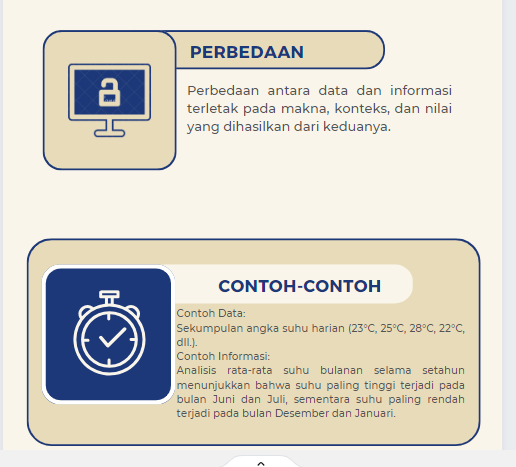 PERBEDAAN
Perbedaan antara data dan informasi
terletak pada makna, konteks, dan nilai
yang dihasilkan dari keduanya.
CONTOH-CONTOH
Contoh Data:
Sekumpulan angka suhu harian (23°C, 25°C, 28°C, 22°C,
dll.).
Contoh Informasi:
Analisis rata-rata suhu bulanan selama setahun
menunjukkan bahwa suhu paling tinggi terjadi pada
bulan Juni dan Juli, sementara suhu paling rendah
terjadi pada bulan Desember dan Januari.